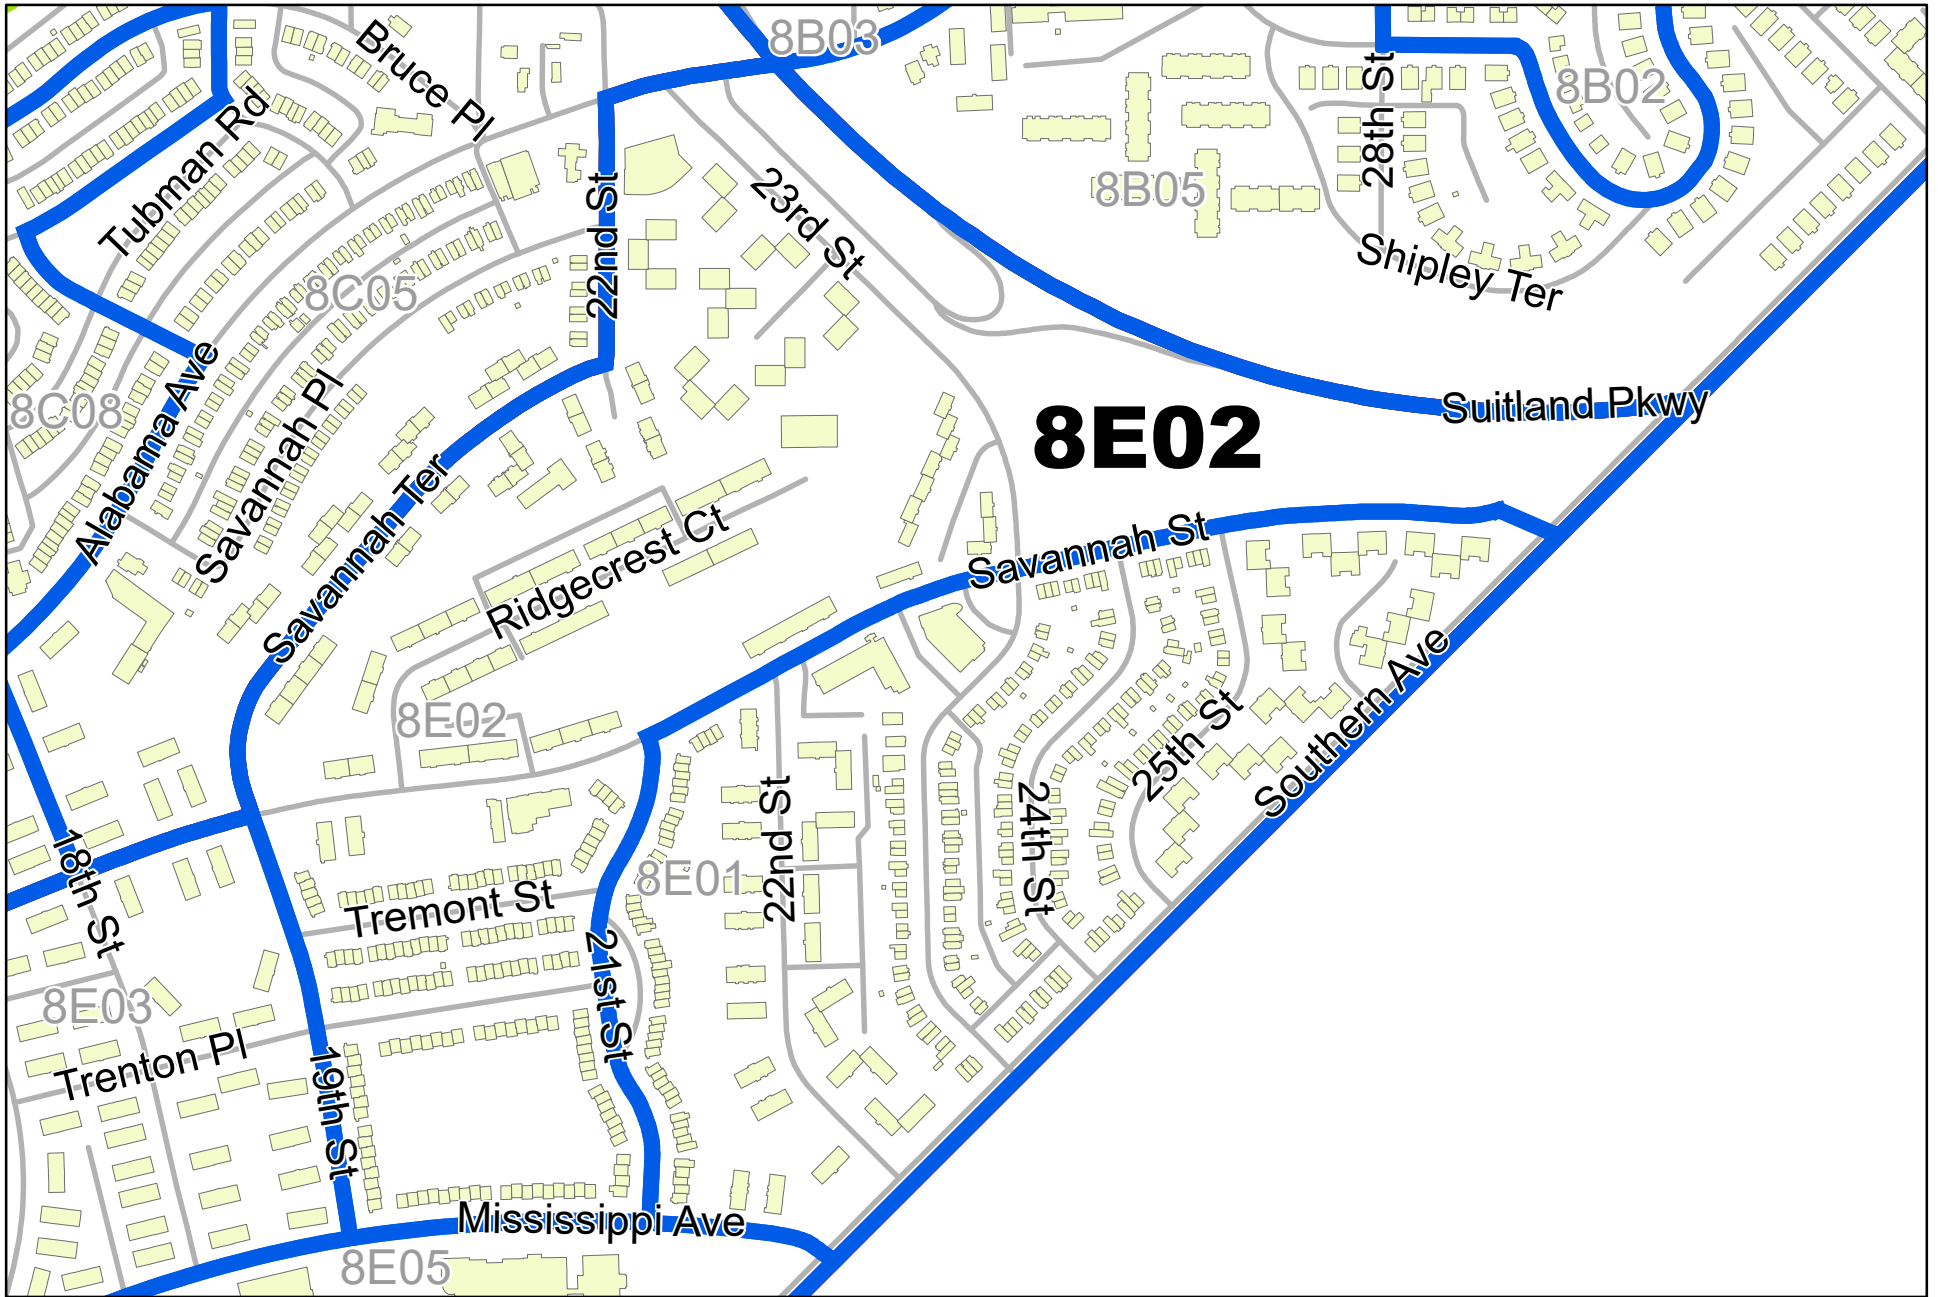 8B03
Bruce Pl
8B02
Tubman Rd
28th St
22nd St
23rd St
8B05
Shipley Ter
8C05
8C08
Alabama Ave
Savannah Pl
Suitland Pkwy
8E02
Savannah Ter
Ridgecrest Ct
Savannah St
8E02
Southern Ave
25th St
22nd St
24th St
18th St
8E01
Tremont St
21st St
8E03
Trenton Pl
19th St
Mississippi Ave
8E05